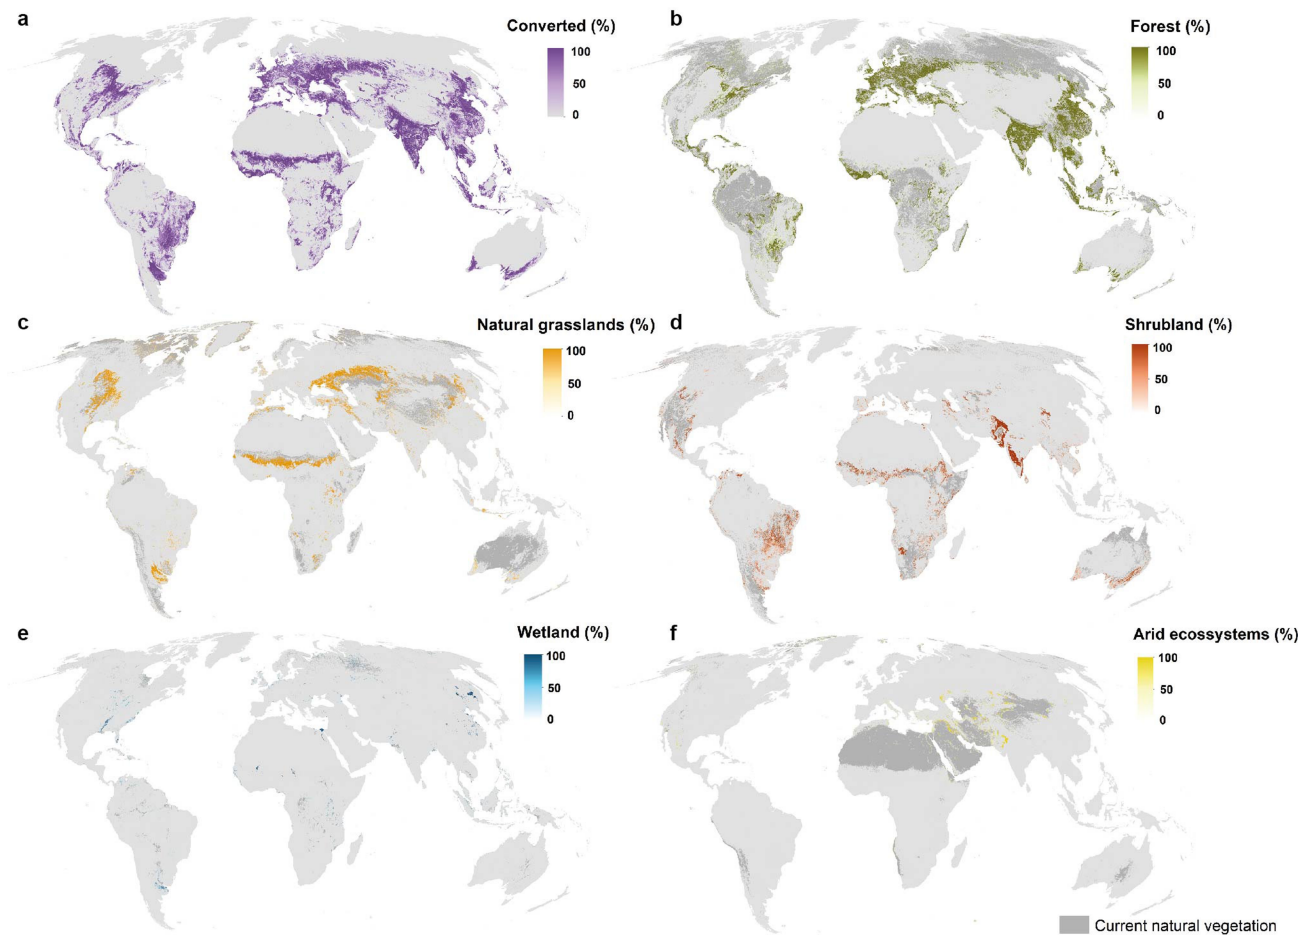 a
Converted (%)
100
50
0
b
Forest (%)
100
50
0
c
Natural grasslands (%)
100
50
0
d
Shrubland (%)
100
50
0
e
Wetland (%)
100
50
0
f
Arid ecossystems (%)
100
50
0
Current natural vegetation